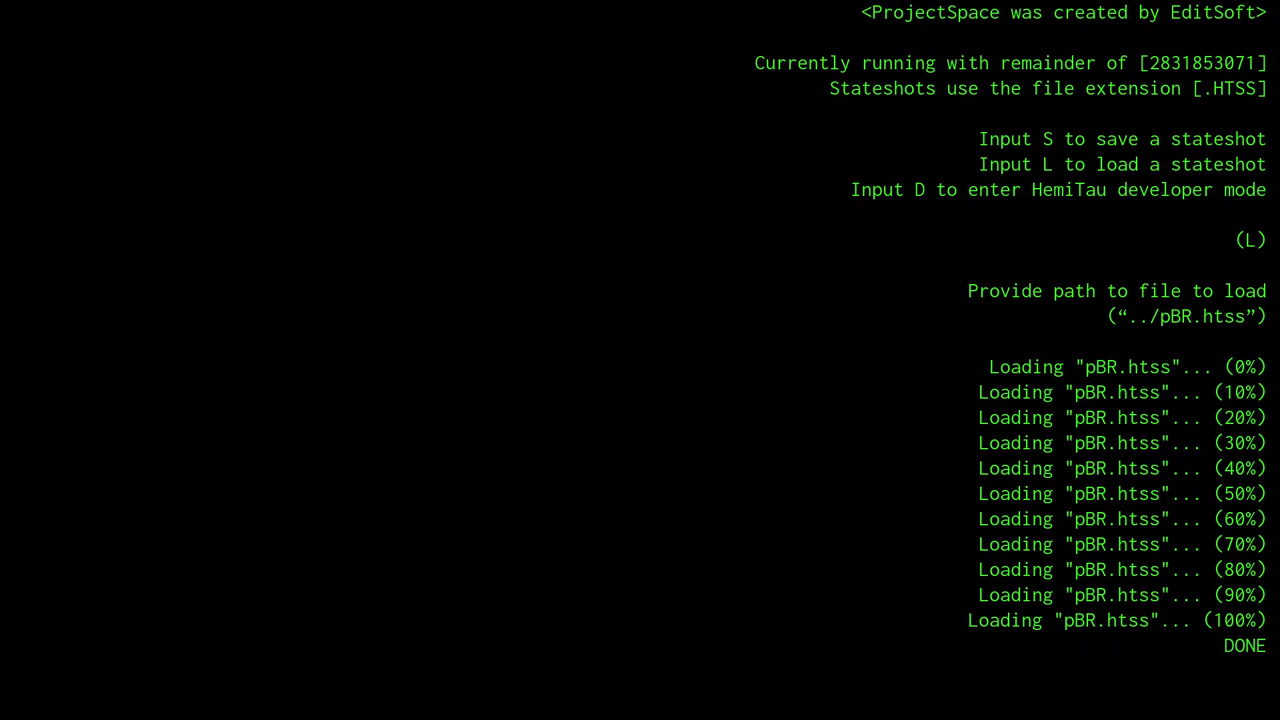 <ProjectSpace was created by EditSoft>
Currently running with remainder of [2831853071]
Stateshots use the file extension [.HTSS]
Input S to save a stateshot
Input L to load a stateshot
Input D to enter HemiTau developer mode
(L)
Provide path to file to load
(“../pBR.htss”)
Loading "pBR.htss"... (0%)
Loading "pBR.htss"... (10%)
Loading "pBR.htss"... (20%)
Loading "pBR.htss"... (30%)
Loading "pBR.htss"... (40%)
Loading "pBR.htss"... (50%)
Loading "pBR.htss"... (60%)
Loading "pBR.htss"... (70%)
Loading "pBR.htss"... (80%)
Loading "pBR.htss"... (90%)
Loading "pBR.htss"... (100%)
DONE